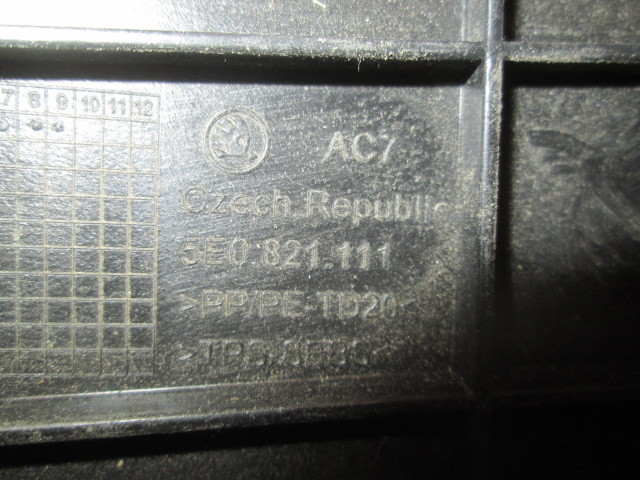 7 8 9 10 11 12
AC7
Czech Republic
5E0.821.111
>PP/PE-TD20<